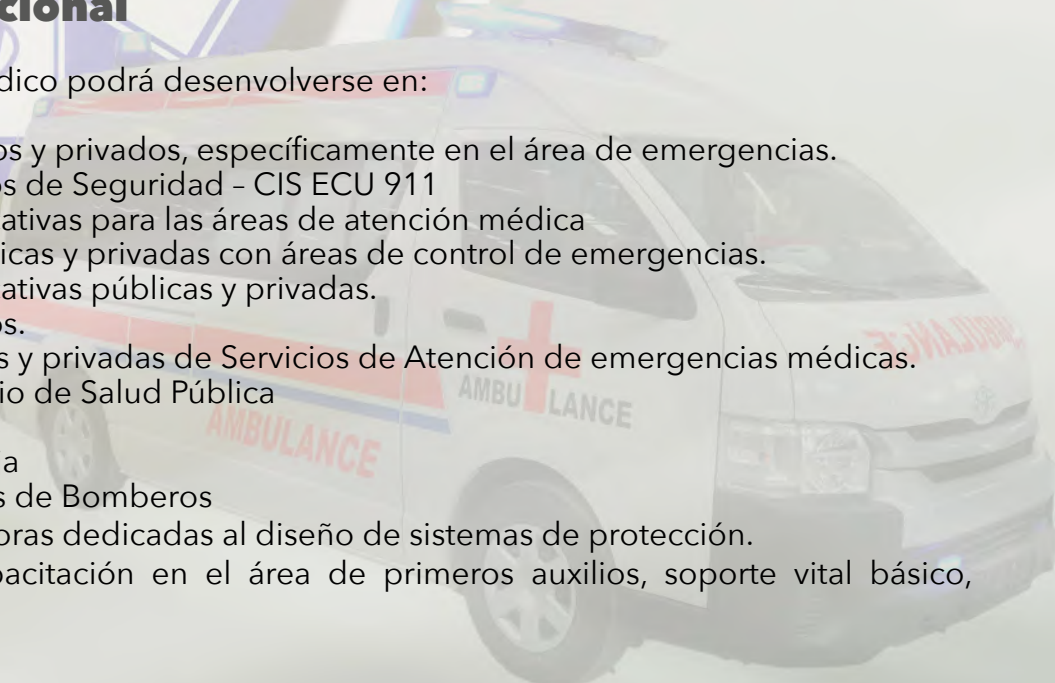 cional
dico podrá desenvolverse en:
os y privados, específicamente en el área de emergencias.
os de Seguridad – CIS ECU 911
ativas para las áreas de atención médica
icas y privadas con áreas de control de emergencias.
ativas públicas y privadas.
os.
s y privadas de Servicios de Atención de emergencias médicas.
io de Salud Pública
ia
s de Bomberos
oras dedicadas al diseño de sistemas de protección.
pacitación en el área de primeros auxilios, soporte vital básico,
AMBULANCE
AMBU LANCE
AMBULANCE